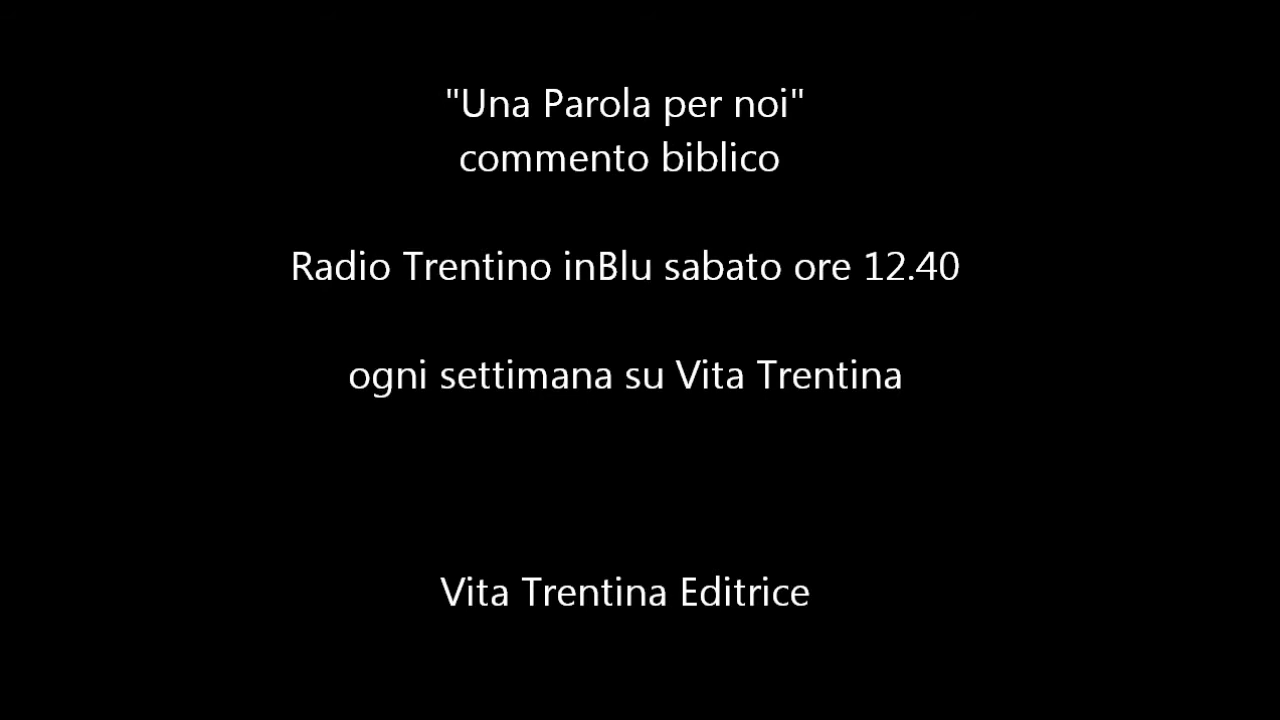 "Una Parola per noi"
commento biblico
Radio Trentino inBlu sabato ore 12.40
ogni settimana su Vita Trentina
Vita Trentina Editrice